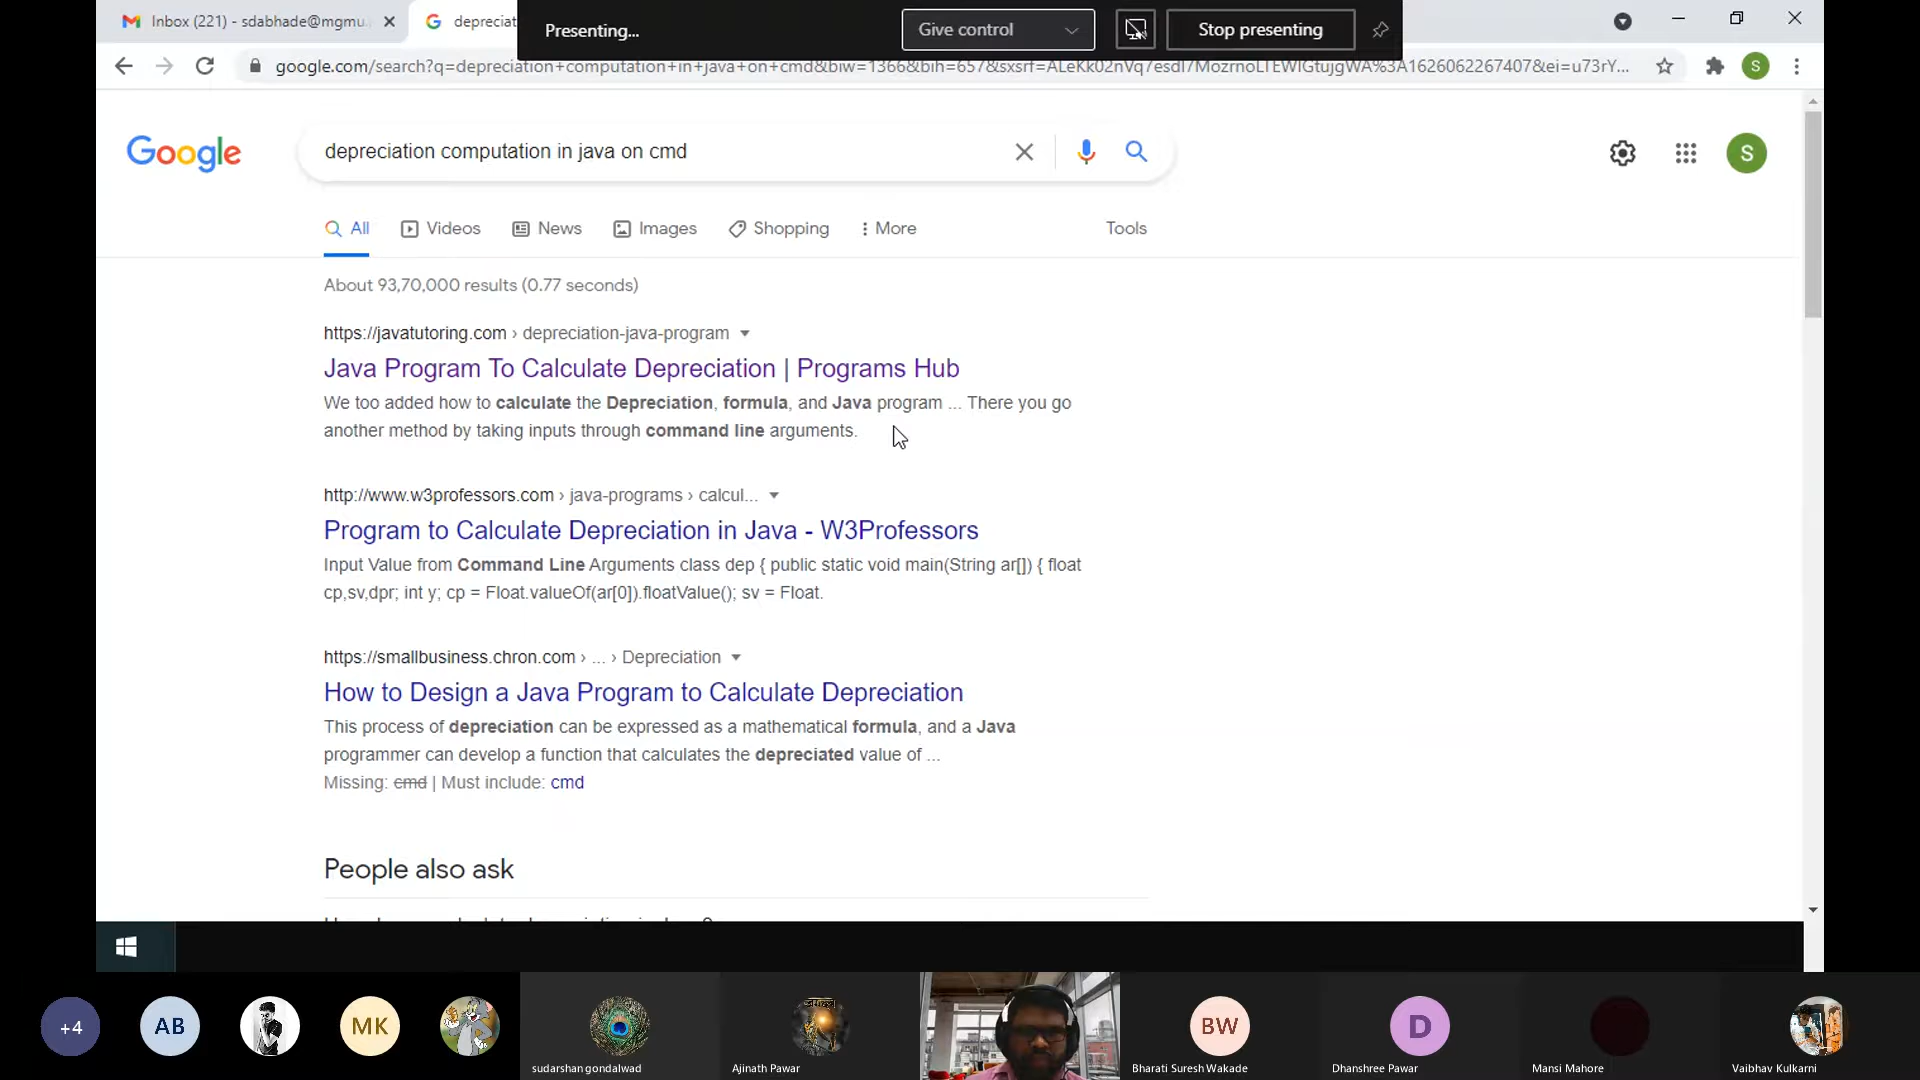 Inbox (221) - sdabhade@mgmu.
depreciat
Presenting...
Give control
Stop presenting
google.com/search?q=depreciation+computation+in+java+on+cmd&biw=1366&bih=657&sxsrf=ALeKk02nVq7esdI7MozrnoLTEWIGtujgWA%3A1626062267407&ei=u73rY...
S
Google
depreciation computation in java on cmd
S
All
Videos
News
Images
Shopping
More
Tools
About 93,70,000 results (0.77 seconds)
https://javatutoring.com › depreciation-java-program
Java Program To Calculate Depreciation | Programs Hub
We too added how to calculate the Depreciation, formula, and Java program ... There you go
another method by taking inputs through command line arguments.
http://www.w3professors.com › java-programs › calcul...
Program to Calculate Depreciation in Java - W3Professors
Input Value from Command Line Arguments class dep { public static void main(String ar[]) { float
cp,sv,dpr; int y; cp = Float.valueOf(ar[0]).floatValue(); sv = Float.
https://smallbusiness.chron.com › ... › Depreciation
How to Design a Java Program to Calculate Depreciation
This process of depreciation can be expressed as a mathematical formula, and a Java
programmer can develop a function that calculates the depreciated value of ...
Missing: cmd | Must include: cmd
People also ask
+4
AB
MK
BW
D
sudarshan gondalwad
Ajinath Pawar
Bharati Suresh Wakade
Dhanshree Pawar
Mansi Mahore
Vaibhav Kulkarni